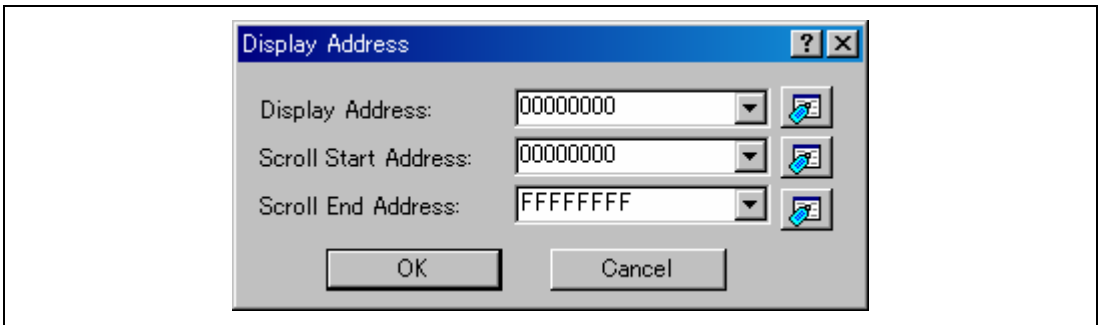 Display Address
Display Address: 00000000
Scroll Start Address: 00000000
Scroll End Address: FFFFFFFF
OK Cancel